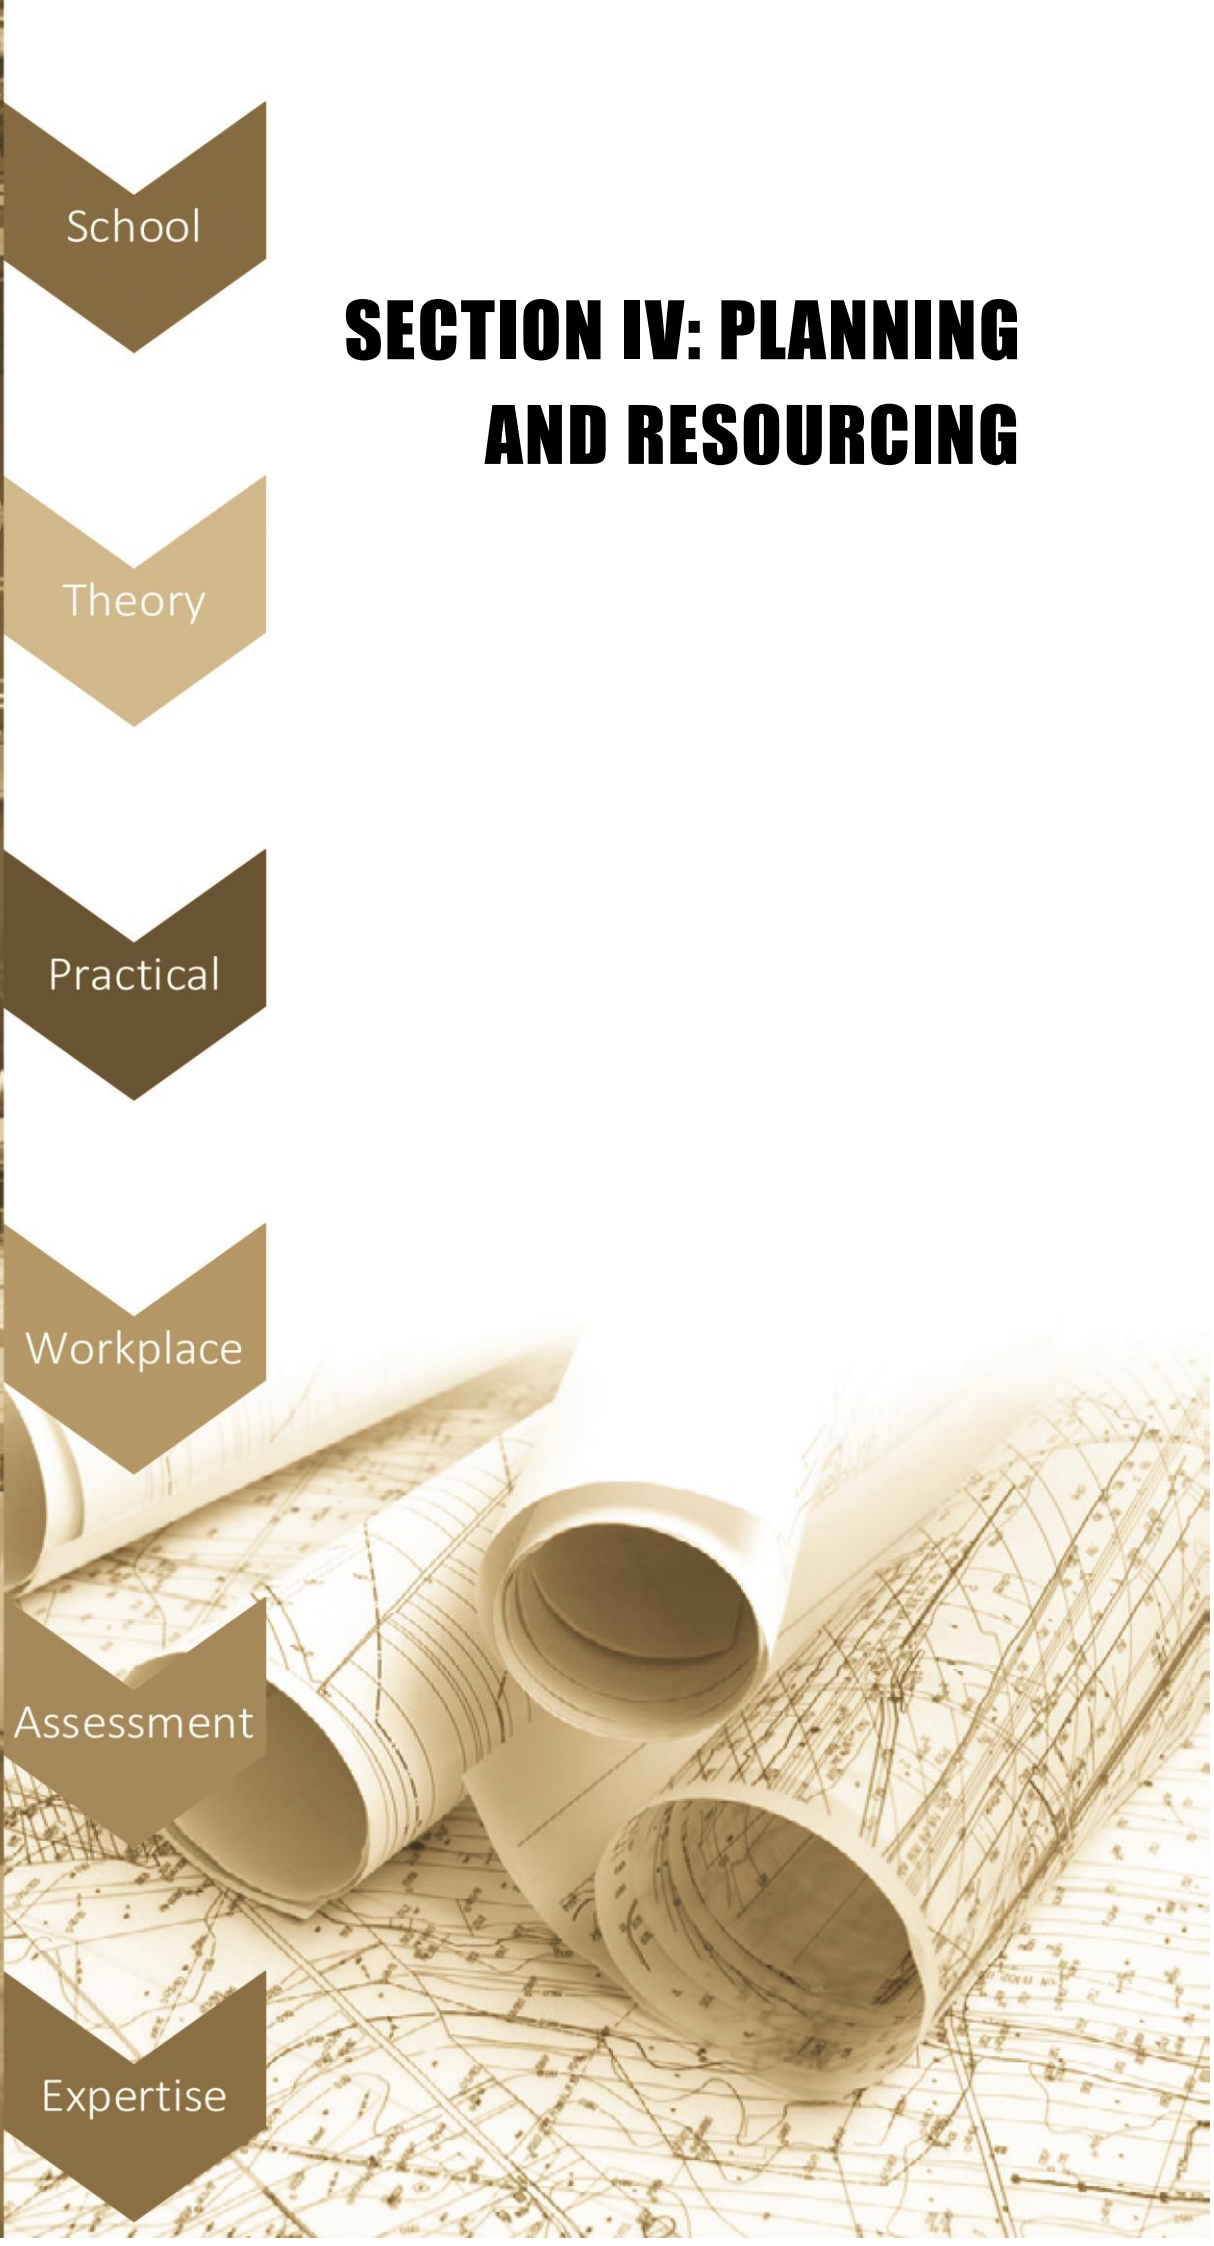 School
SECTION IV: PLANNING
AND RESOURCING
Theory
Practical
Workplace
Assessment
Expertise